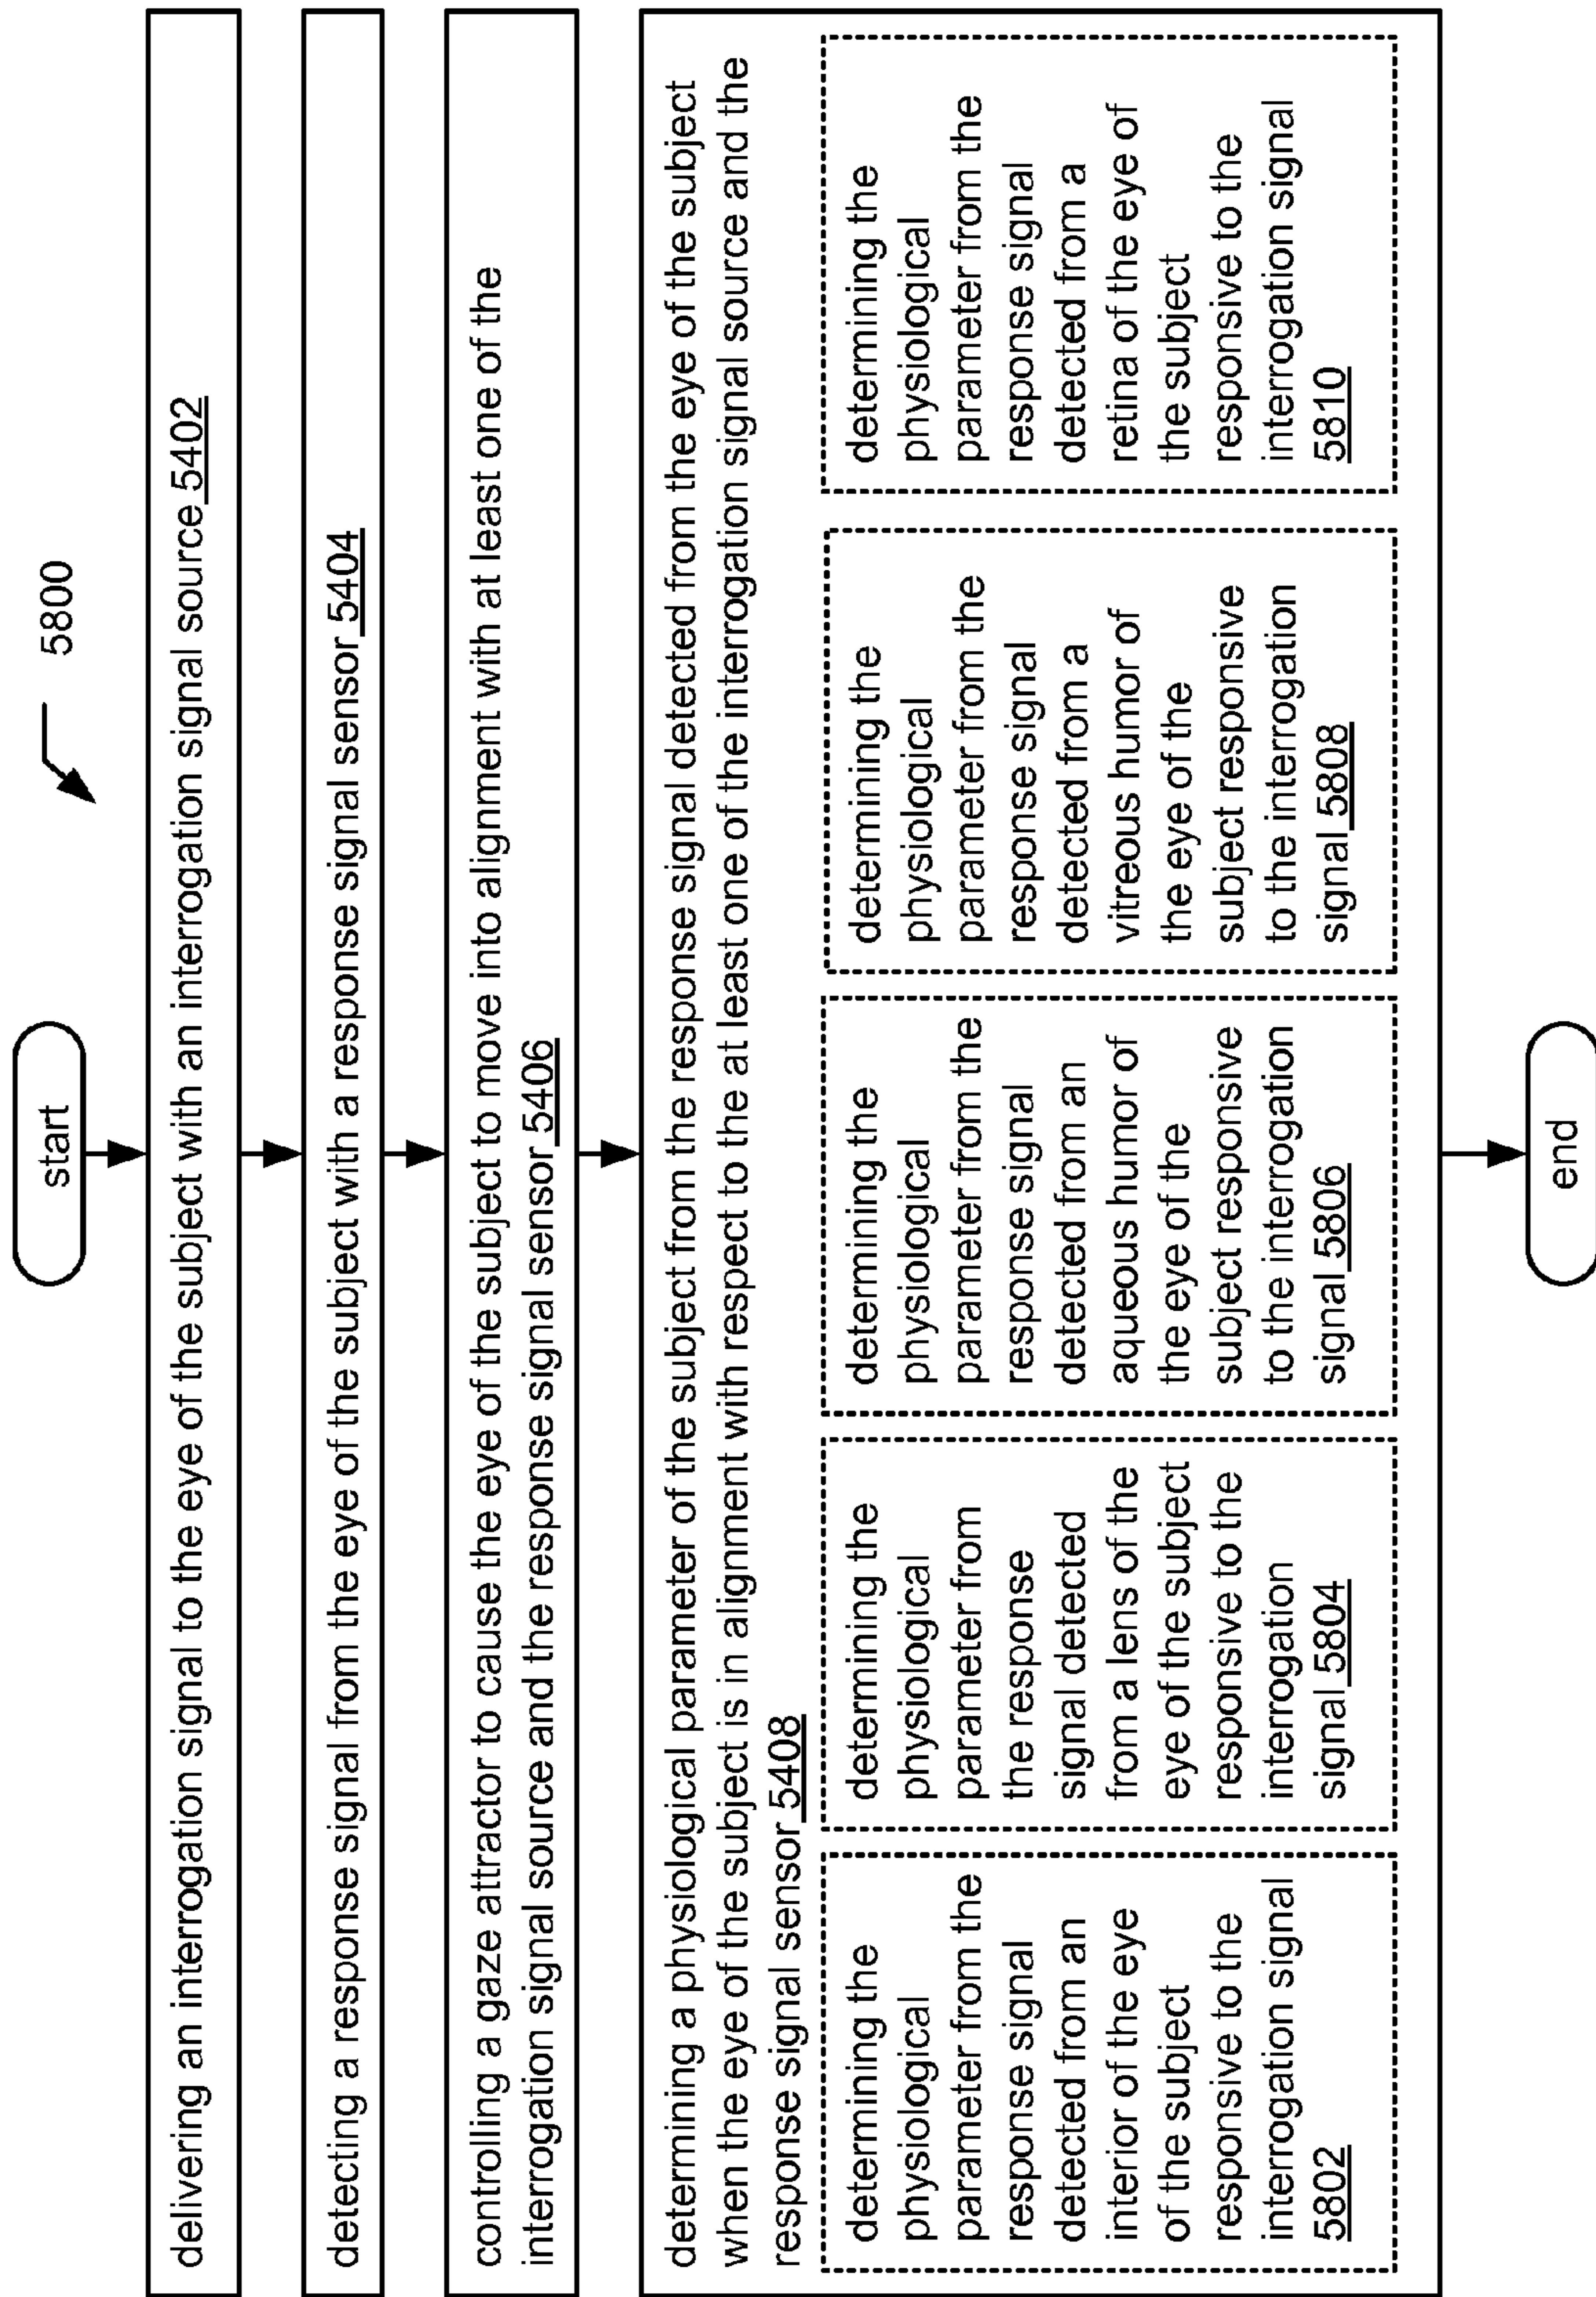 5800
start
delivering an interrogation signal to the eye of the subject with an interrogation signal source 5402
detecting a response signal from the eye of the subject with a response signal sensor 5404
controlling a gaze attractor to cause the eye of the subject to move into alignment with at least one of the
interrogation signal source and the response signal sensor 5406
determining a physiological parameter of the subject from the response signal detected from the eye of the subject
when the eye of the subject is in alignment with respect to the at least one of the interrogation signal source and the
response signal sensor 5408
determining the
physiological
parameter from the
response signal
detected from an
interior of the eye
of the subject
responsive to the
interrogation signal
5802
determining the
physiological
parameter from
the response
signal detected
from a lens of the
eye of the subject
responsive to the
interrogation
signal 5804
determining the
physiological
parameter from the
response signal
detected from an
aqueous humor of
the eye of the
subject responsive
to the interrogation
signal 5806
determining the
physiological
parameter from the
response signal
detected from a
vitreous humor of
the eye of the
subject responsive
to the interrogation
signal 5808
determining the
physiological
parameter from the
response signal
detected from a
retina of the eye of
the subject
responsive to the
interrogation signal
5810
end